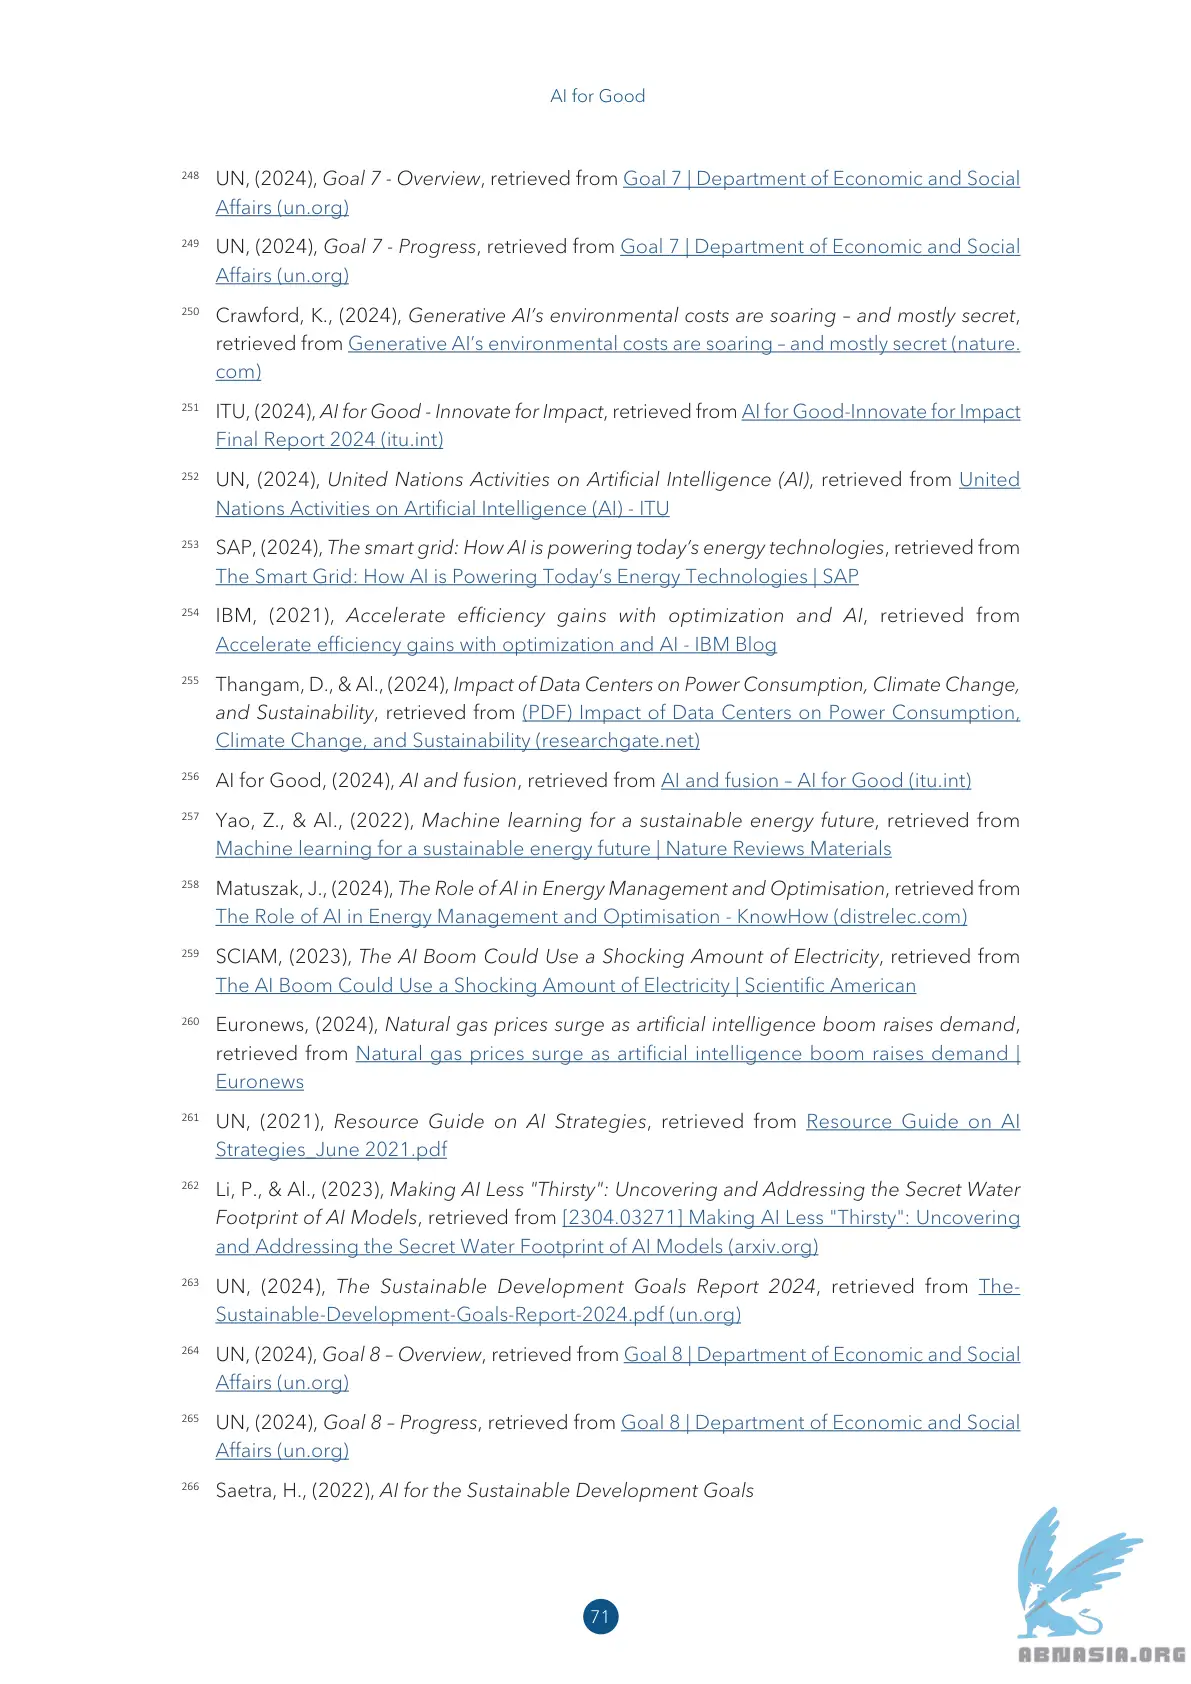 AI for Good
248 UN, (2024), Goal 7 - Overview, retrieved from Goal 7 | Department of Economic and Social
Affairs (un.org)
249 UN, (2024), Goal 7 - Progress, retrieved from Goal 7 | Department of Economic and Social
Affairs (un.org)
250 Crawford, K., (2024), Generative AI’s environmental costs are soaring – and mostly secret,
retrieved from Generative AI’s environmental costs are soaring – and mostly secret (nature.
com)
251 ITU, (2024), AI for Good - Innovate for Impact, retrieved from AI for Good-Innovate for Impact
Final Report 2024 (itu.int)
252 UN, (2024), United Nations Activities on Artificial Intelligence (AI), retrieved from United
Nations Activities on Artificial Intelligence (AI) - ITU
253 SAP, (2024), The smart grid: How AI is powering today’s energy technologies, retrieved from
The Smart Grid: How AI is Powering Today’s Energy Technologies | SAP
254 IBM, (2021), Accelerate efficiency gains with optimization and AI, retrieved from
Accelerate efficiency gains with optimization and AI - IBM Blog
255 Thangam, D., & Al., (2024), Impact of Data Centers on Power Consumption, Climate Change,
and Sustainability, retrieved from (PDF) Impact of Data Centers on Power Consumption,
Climate Change, and Sustainability (researchgate.net)
256 AI for Good, (2024), AI and fusion, retrieved from AI and fusion – AI for Good (itu.int)
257 Yao, Z., & Al., (2022), Machine learning for a sustainable energy future, retrieved from
Machine learning for a sustainable energy future | Nature Reviews Materials
258 Matuszak, J., (2024), The Role of AI in Energy Management and Optimisation, retrieved from
The Role of AI in Energy Management and Optimisation - KnowHow (distrelec.com)
259 SCIAM, (2023), The AI Boom Could Use a Shocking Amount of Electricity, retrieved from
The AI Boom Could Use a Shocking Amount of Electricity | Scientific American
260 Euronews, (2024), Natural gas prices surge as artificial intelligence boom raises demand,
retrieved from Natural gas prices surge as artificial intelligence boom raises demand |
Euronews
261 UN, (2021), Resource Guide on AI Strategies, retrieved from Resource Guide on AI
Strategies_June 2021.pdf
262 Li, P., & Al., (2023), Making AI Less "Thirsty": Uncovering and Addressing the Secret Water
Footprint of AI Models, retrieved from [2304.03271] Making AI Less "Thirsty": Uncovering
and Addressing the Secret Water Footprint of AI Models (arxiv.org)
263 UN, (2024), The Sustainable Development Goals Report 2024, retrieved from The-
Sustainable-Development-Goals-Report-2024.pdf (un.org)
264 UN, (2024), Goal 8 – Overview, retrieved from Goal 8 | Department of Economic and Social
Affairs (un.org)
265 UN, (2024), Goal 8 – Progress, retrieved from Goal 8 | Department of Economic and Social
Affairs (un.org)
266 Saetra, H., (2022), AI for the Sustainable Development Goals
71
ABNASIA.ORG